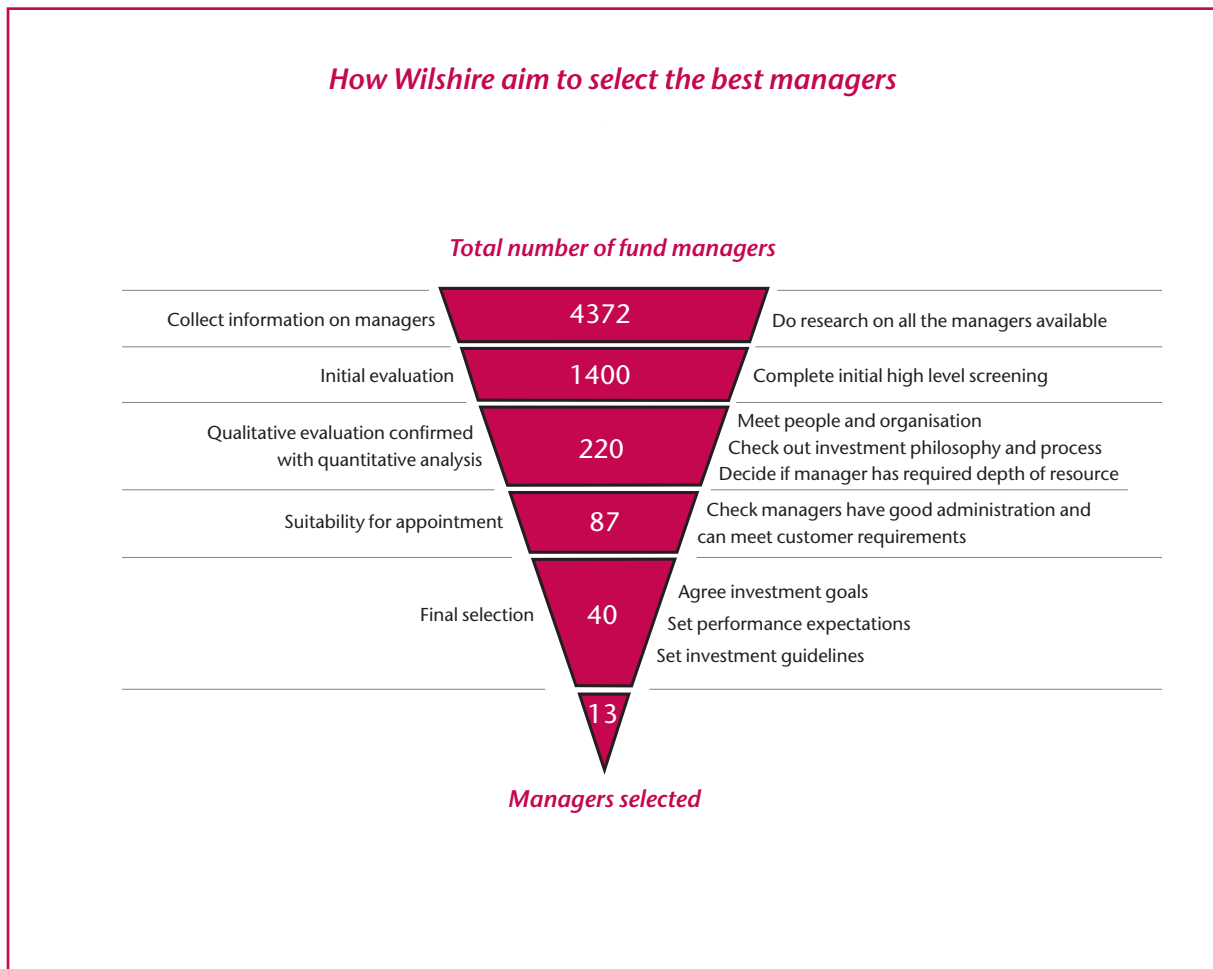 How Wilshire aim to select the best managers
Total number of fund managers
Collect information on managers
4372
Do research on all the managers available
Initial evaluation
1400
Complete initial high level screening
Qualitative evaluation confirmed
with quantitative analysis
220
Meet people and organisation
Check out investment philosophy and process
Decide if manager has required depth of resource
Suitability for appointment
87
Check managers have good administration and
can meet customer requirements
Final selection
40
Agree investment goals
Set performance expectations
Set investment guidelines
13
Managers selected